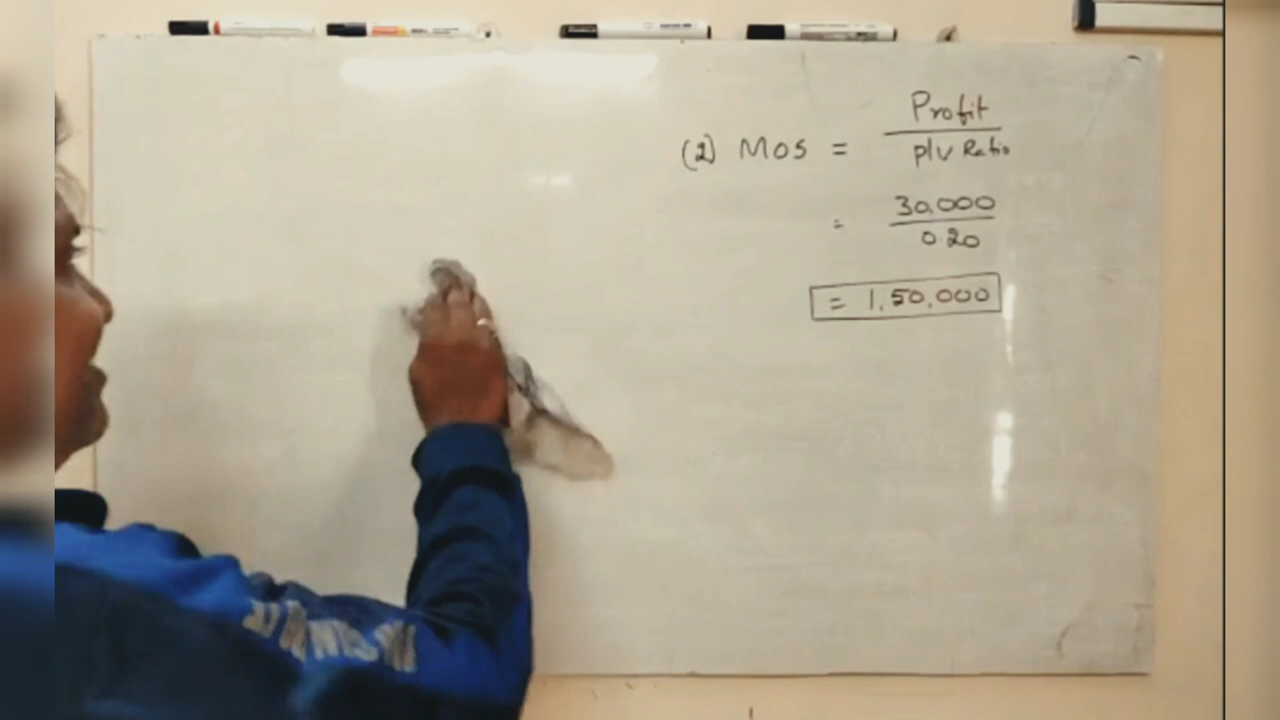 Profit
(2) MOS = P/V Ratio
= 30,000
0.20
= 1,50,000